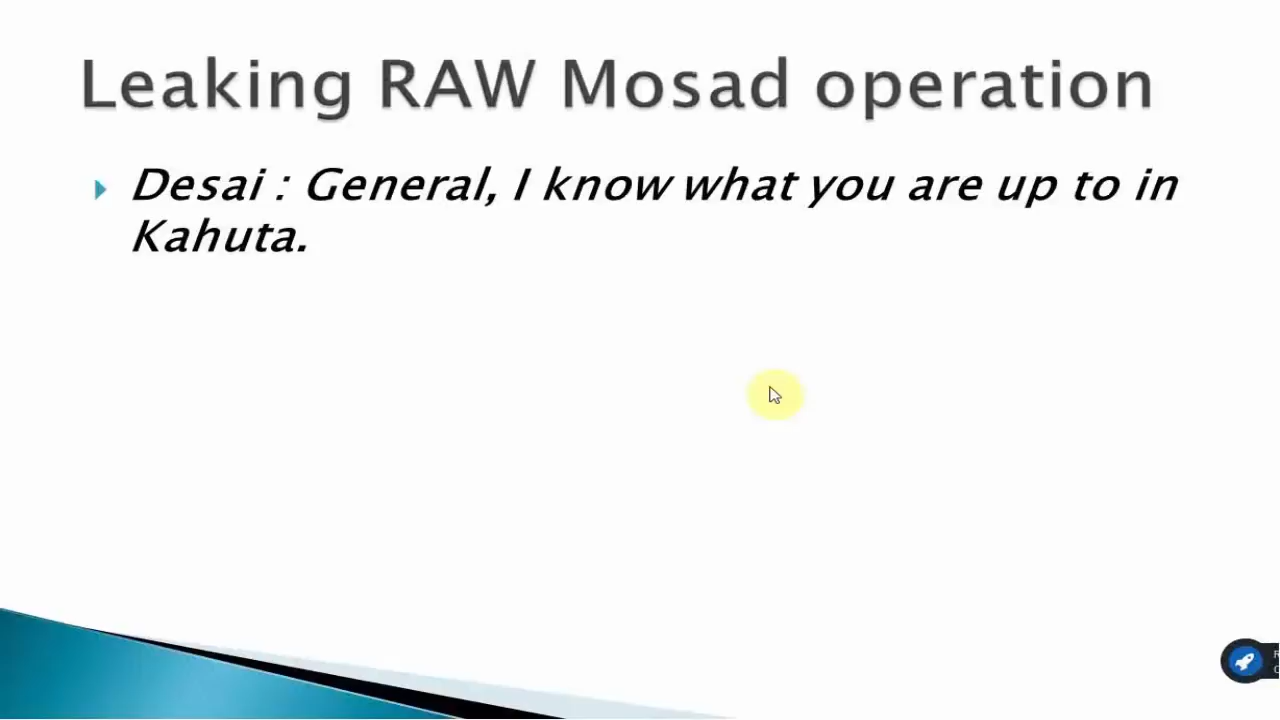 Leaking RAW Mosad operation
Desai : General, I know what you are up to in
Kahuta.